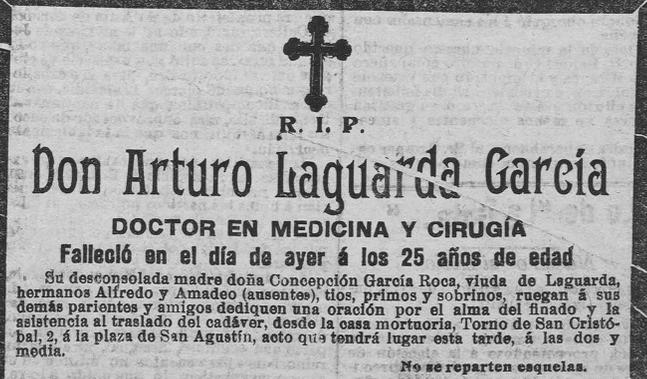 R. I. P.
Don Arturo Laguarda García
DOCTOR EN MEDICINA Y CIRUGÍA
Falleció en el día de ayer á los 25 años de edad
Su desconsolada madre doña Concepción García Roca, viuda de Laguarda,
hermanos Alfredo y Amadeo (ausentes), tios, primos y sobrinos, ruegan á sus
demás parientes y amigos dediquen una oración por el alma del finado y la
asistencia al traslado del cadáver, desde la casa mortuoria, Torno de San Cristó-
bal, 2, á la plaza de San Agustín, acto que tendrá lugar esta tarde, á las dos y
media.
No se reparten esquelas.